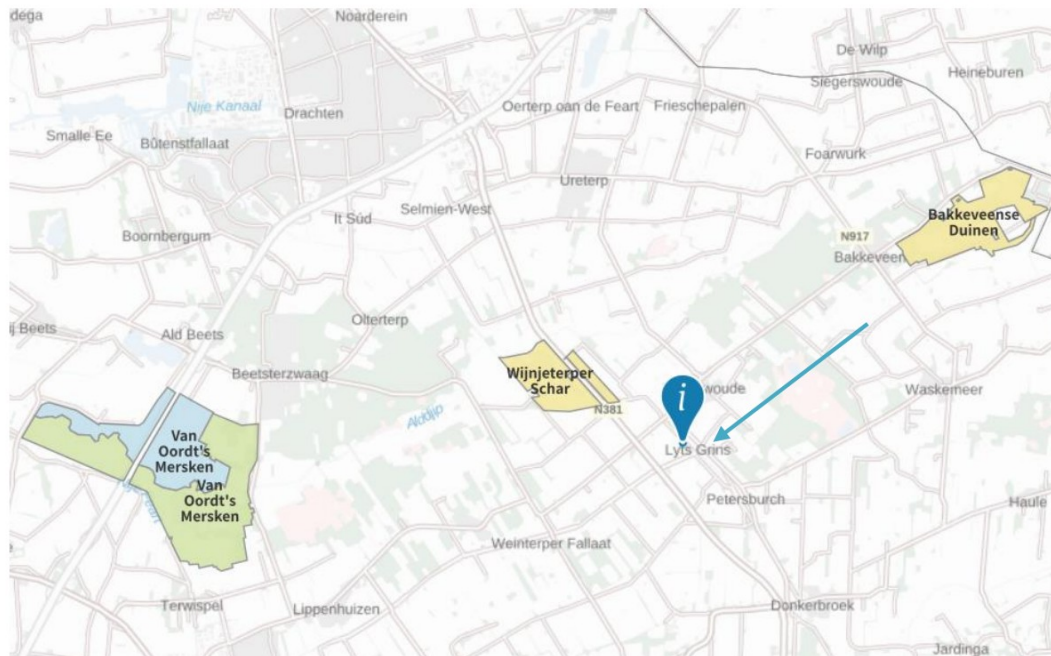 dega
Noarderein
De Wilp
Siegerswoude
Heineburen
Nije Kanaal
Drachten
Oerterp oan de Feart
Frieschepalen
Smalle Ee
Bûtenstfallaat
Foarwurk
Ureterp
It Súd
Selmien-West
Bakkeveense
Duinen
Boornbergum
N917
Bakkeveen
ij Beets
Ald Beets
Olterterp
Beetsterzwaag
Wijnjeterper
Schar
swoude
Waskemeer
N381
Alddjip
i
Van
Oordt's
Mersken
Lyts Grins
Van
Oordt's
Mersken
Petersburch
Haule
Weinterper Fallaat
Terwispel
Lippenhuizen
Donkerbroek
Jardinga